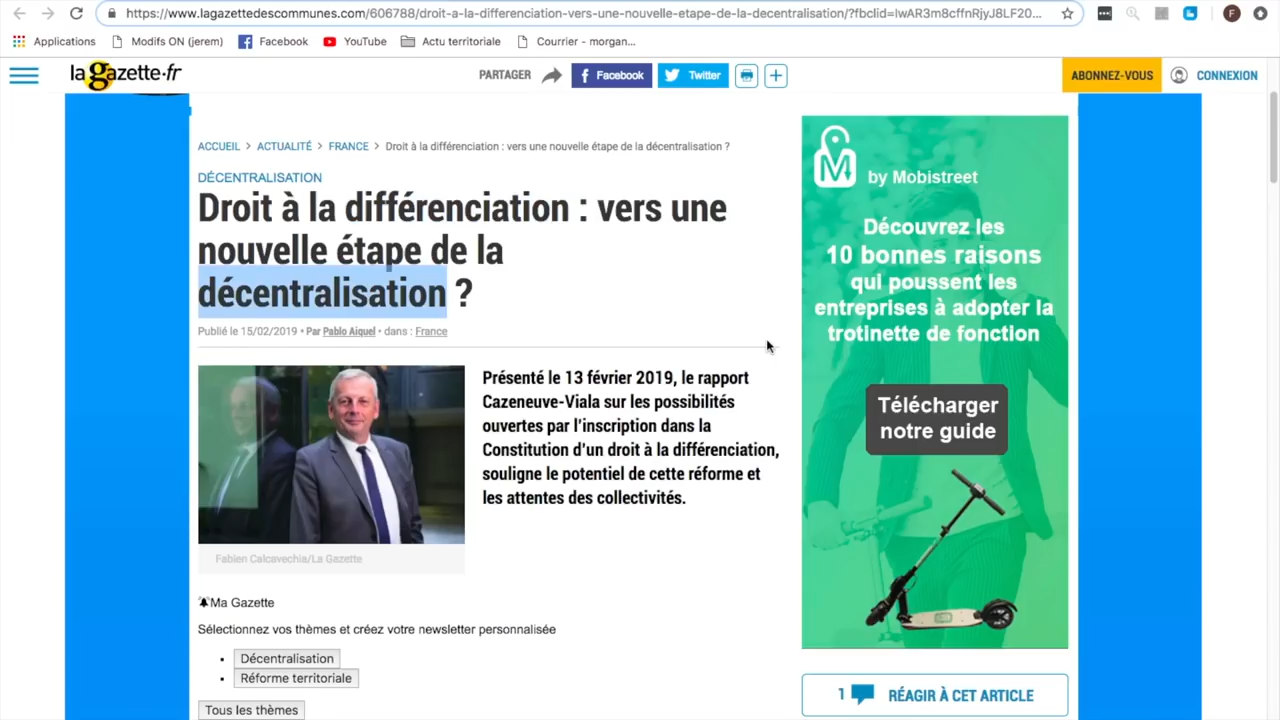 https://www.lagazettedescommunes.com/606788/droit-a-la-differenciation-vers-une-nouvelle-etape-de-la-decentralisation/?fbclid=IwAR3m8cffnRjyJ8LF20...
F
Applications
Modifs ON (jerem)
Facebook
YouTube
Actu territoriale
Courrier - morgan...
la gazette.fr
PARTAGER
Facebook
Twitter
ABONNEZ-VOUS
CONNEXION
ACCUEIL > ACTUALITÉ > FRANCE > Droit à la différenciation : vers une nouvelle étape de la décentralisation ?
DÉCENTRALISATION
Droit à la différenciation : vers une
nouvelle étape de la
décentralisation ?
Publié le 15/02/2019 • Par Pablo Aiquel • dans : France
Présenté le 13 février 2019, le rapport
Cazeneuve-Viala sur les possibilités
ouvertes par l'inscription dans la
Constitution d'un droit à la différenciation,
souligne le potentiel de cette réforme et
les attentes des collectivités.
Fabien Calcavechia/La Gazette
Ma Gazette
Sélectionnez vos thèmes et créez votre newsletter personnalisée
• Décentralisation
• Réforme territoriale
Tous les thèmes
M by Mobistreet
Découvrez les
10 bonnes raisons
qui poussent les
entreprises à adopter la
trotinette de fonction
Télécharger
notre guide
1 RÉAGIR À CET ARTICLE